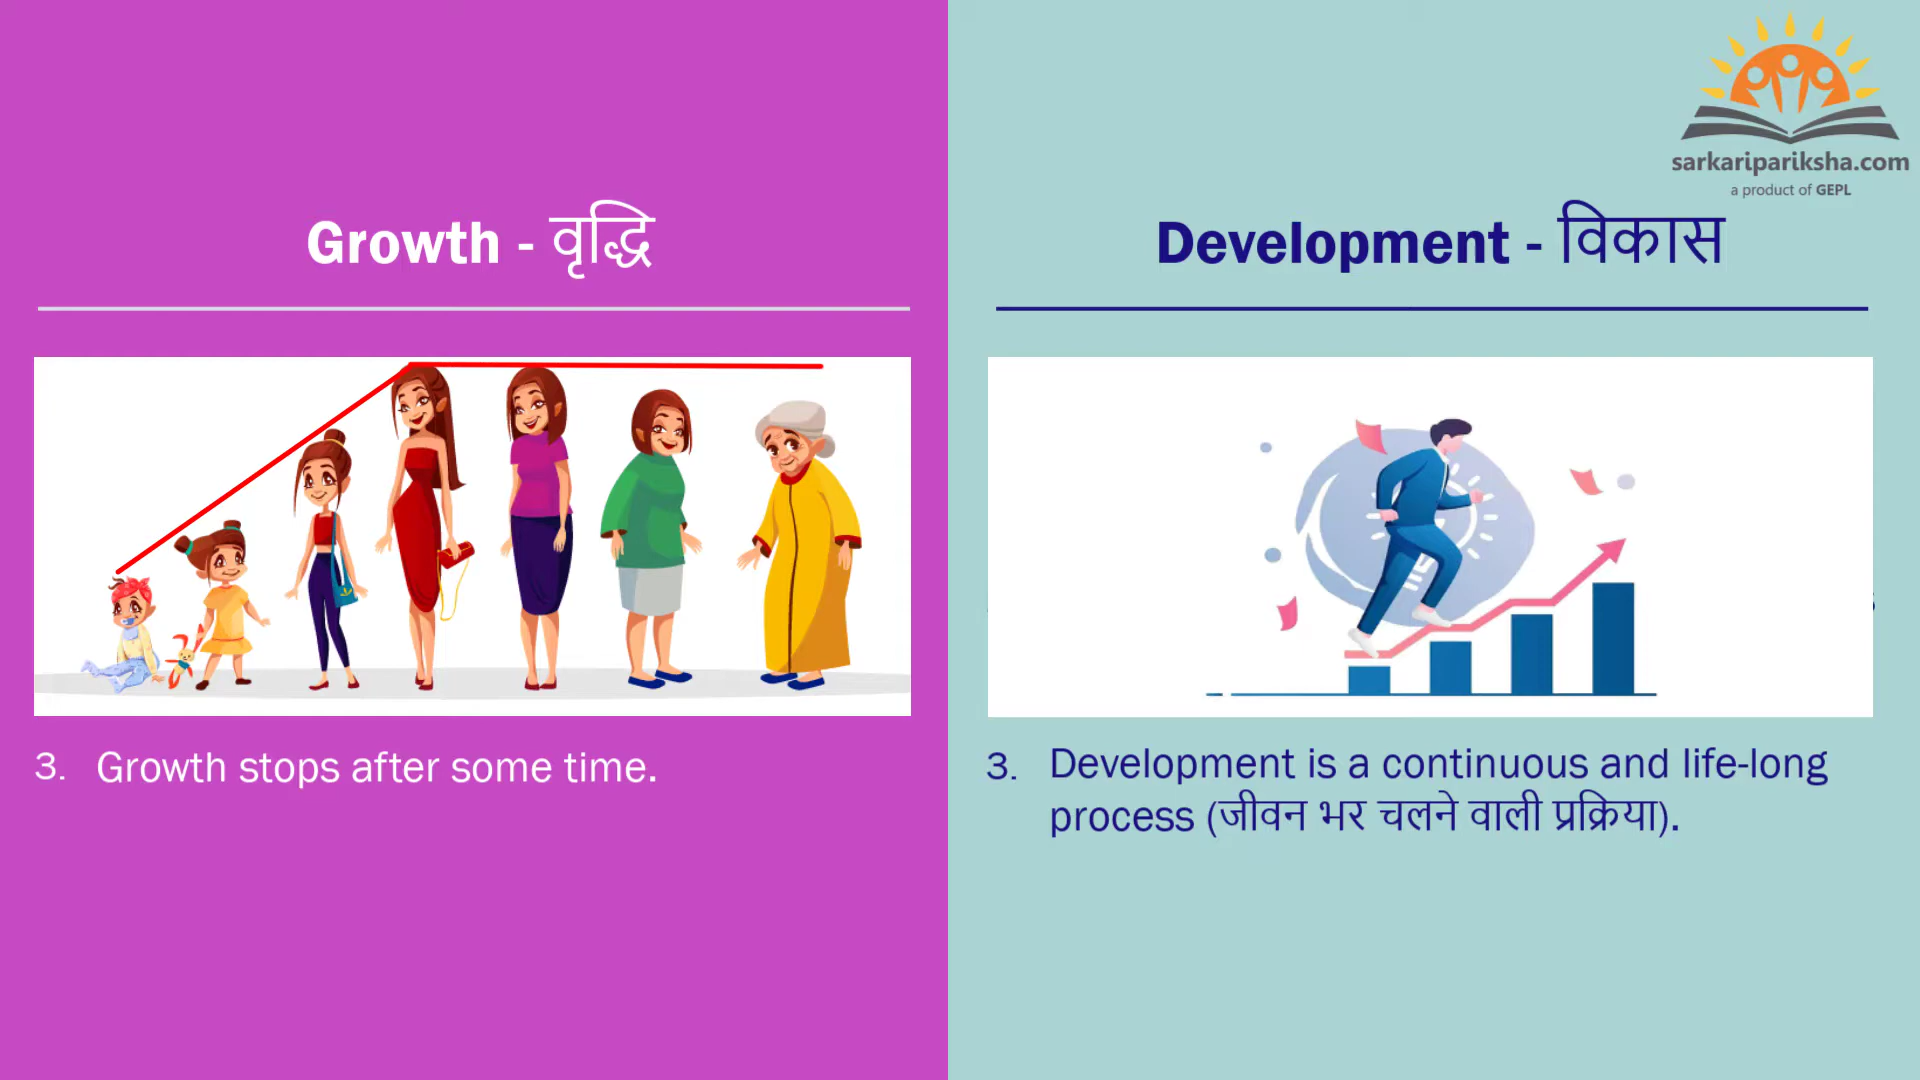 sarkaripariksha.com
a product of GEPL
Growth - वृद्धि
3. Growth stops after some time.
Development - विकास
3. Development is a continuous and life-long
process (जीवन भर चलने वाली प्रक्रिया).